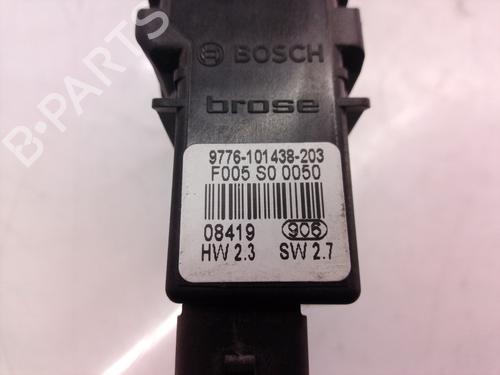 BOSCH
brose
9776-101438-203
F005 S0 0050
08419 906
HW 2.3 SW 2.7
B-PARTS